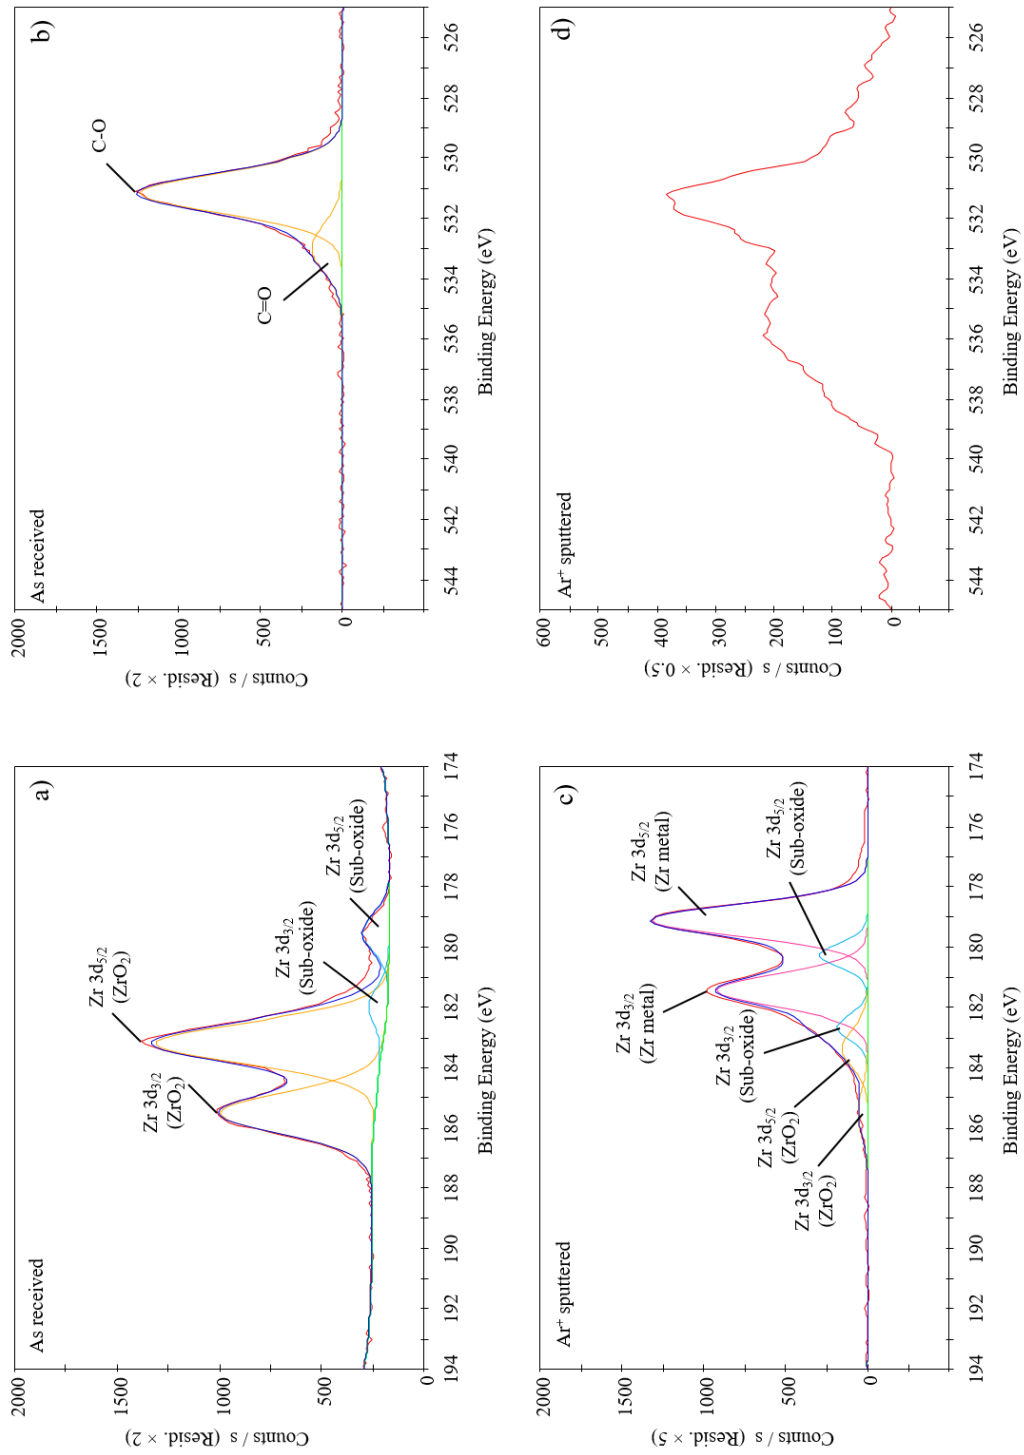 a)
As received
Counts / s (Resid. × 2)
2000
1500
1000
500
0
Zr 3d3/2
(ZrO2)
Zr 3d5/2
(ZrO2)
Zr 3d3/2
(Sub-oxide)
Zr 3d5/2
(Sub-oxide)
194 192 190 188 186 184 182 180 178 176 174
Binding Energy (eV)
b)
As received
Counts / s (Resid. × 2)
2000
1500
1000
500
0
C=O
C-O
544 542 540 538 536 534 532 530 528 526
Binding Energy (eV)
c)
Ar+ sputtered
Counts / s (Resid. × 5)
2000
1500
1000
500
0
Zr 3d3/2
(ZrO2)
Zr 3d5/2
(ZrO2)
Zr 3d3/2
(Sub-oxide)
Zr 3d3/2
(Zr metal)
Zr 3d5/2
(Zr metal)
Zr 3d5/2
(Sub-oxide)
194 192 190 188 186 184 182 180 178 176 174
Binding Energy (eV)
d)
Ar+ sputtered
Counts / s (Resid. × 0.5)
600
500
400
300
200
100
0
544 542 540 538 536 534 532 530 528 526
Binding Energy (eV)